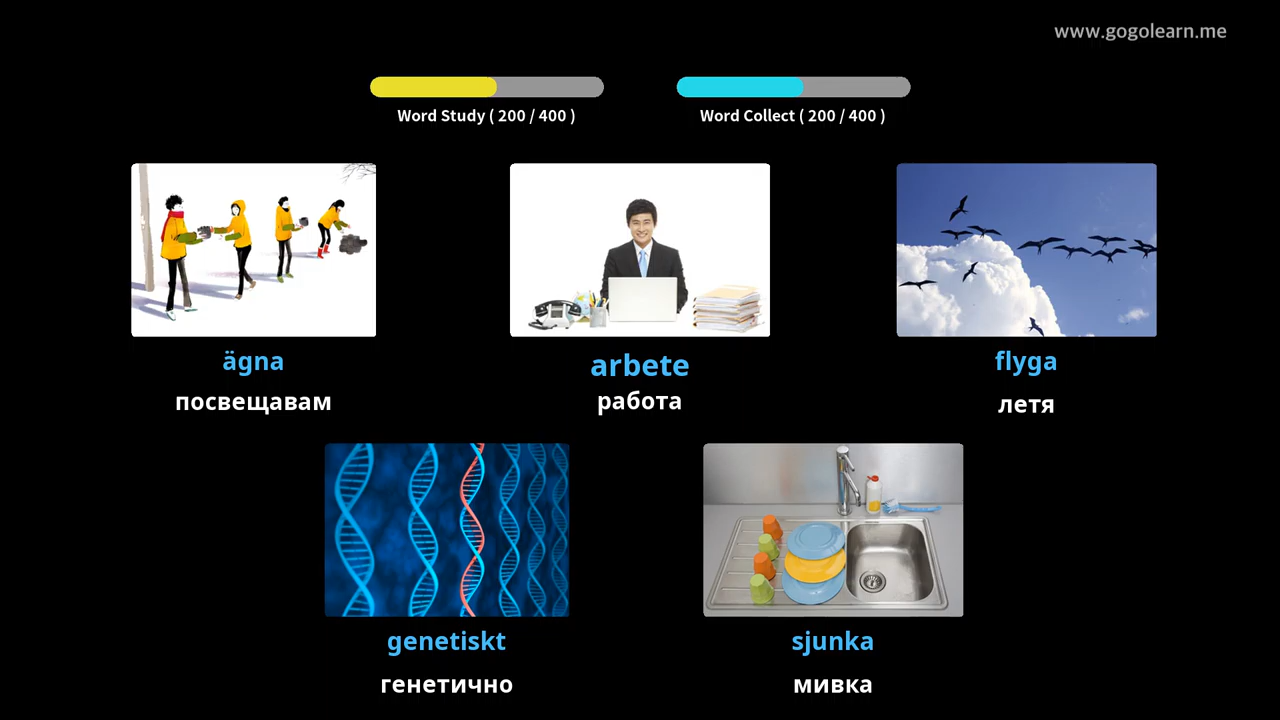 www.gogolearn.me
Word Study ( 200 / 400 )
Word Collect ( 200 / 400 )
ägna
посвещавам
arbete
работа
flyga
летя
genetiskt
генетично
sjunka
мивка